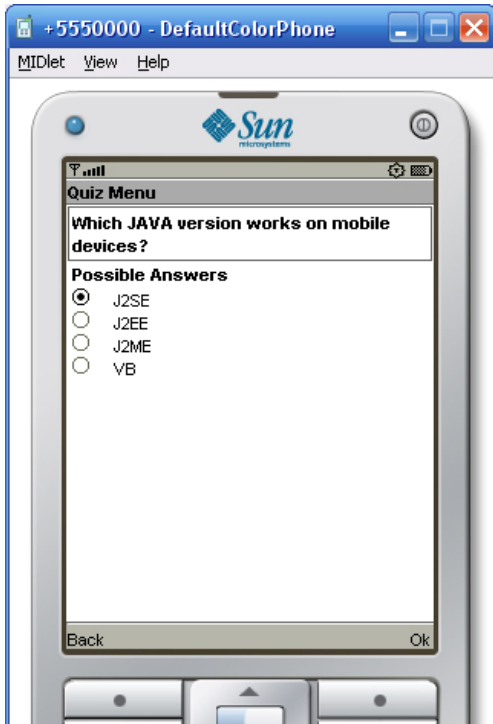 +5550000 - DefaultColorPhone
MIDlet View Help
Sun
microsystems
Quiz Menu
Which JAVA version works on mobile
devices?
Possible Answers
J2SE
J2EE
J2ME
VB
Back Ok